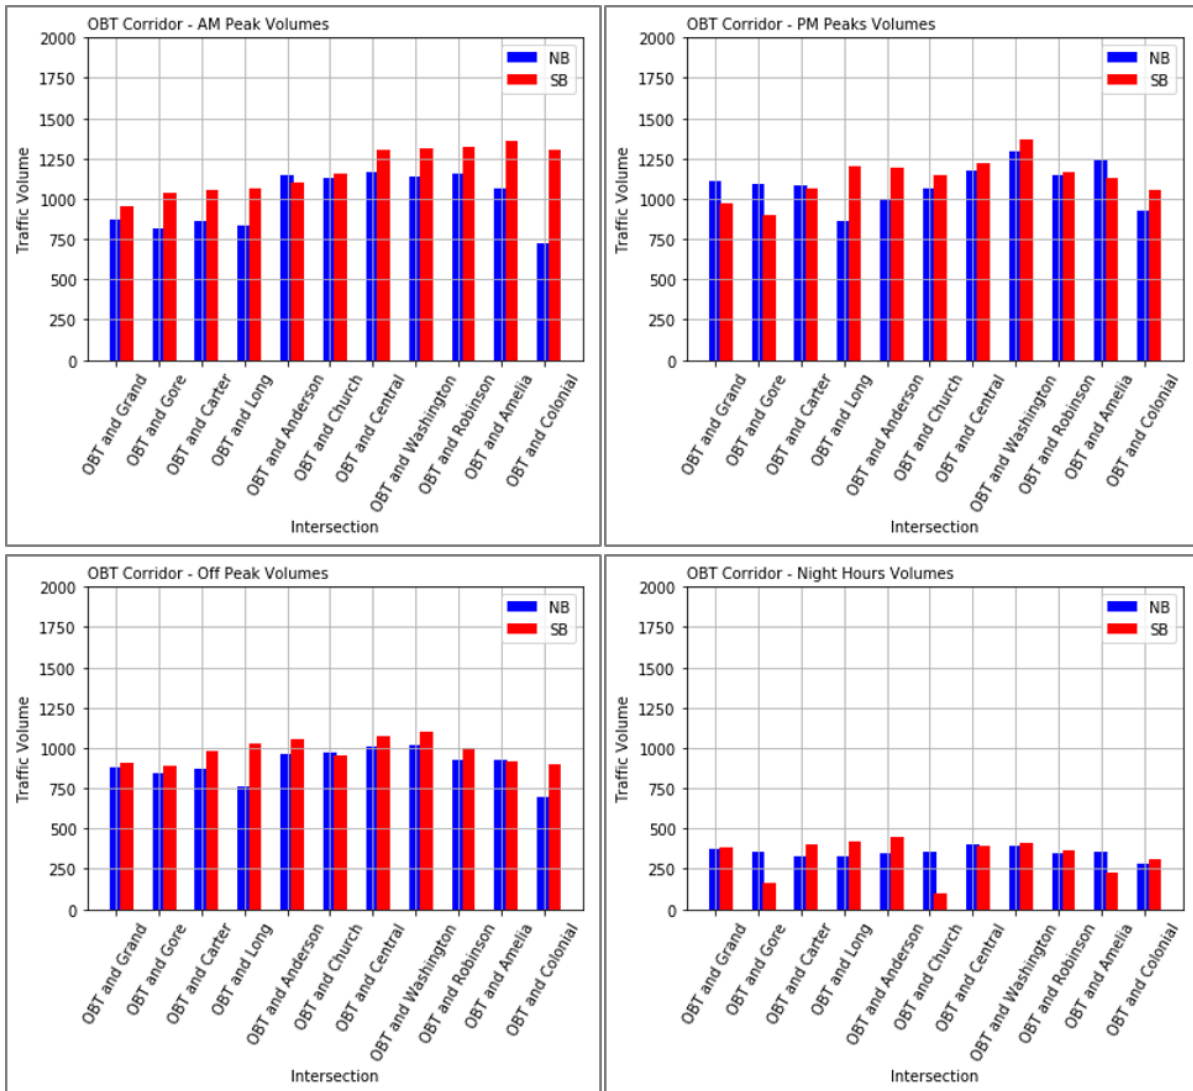 OBT Corridor - AM Peak Volumes
2000
1750
1500
1250
1000
750
500
250
0
Traffic Volume
NB
SB
OBT and Grand
OBT and Gore
OBT and Carter
OBT and Long
OBT and Anderson
OBT and Church
OBT and Central
OBT and Washington
OBT and Robinson
OBT and Amelia
OBT and Colonial
Intersection
OBT Corridor - PM Peaks Volumes
2000
1750
1500
1250
1000
750
500
250
0
Traffic Volume
NB
SB
OBT and Grand
OBT and Gore
OBT and Carter
OBT and Long
OBT and Anderson
OBT and Church
OBT and Central
OBT and Washington
OBT and Robinson
OBT and Amelia
OBT and Colonial
Intersection
OBT Corridor - Off Peak Volumes
2000
1750
1500
1250
1000
750
500
250
0
Traffic Volume
NB
SB
OBT and Grand
OBT and Gore
OBT and Carter
OBT and Long
OBT and Anderson
OBT and Church
OBT and Central
OBT and Washington
OBT and Robinson
OBT and Amelia
OBT and Colonial
Intersection
OBT Corridor - Night Hours Volumes
2000
1750
1500
1250
1000
750
500
250
0
Traffic Volume
NB
SB
OBT and Grand
OBT and Gore
OBT and Carter
OBT and Long
OBT and Anderson
OBT and Church
OBT and Central
OBT and Washington
OBT and Robinson
OBT and Amelia
OBT and Colonial
Intersection